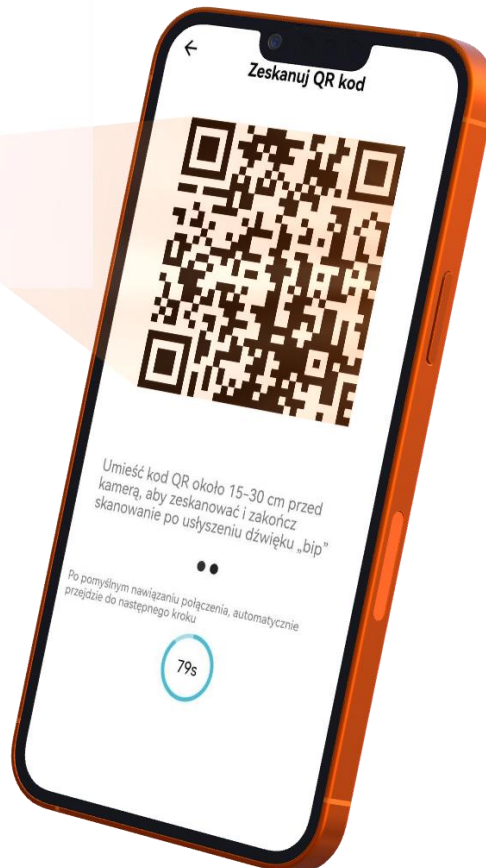 Zeskanuj QR kod
Umieść kod QR około 15-30 cm przed
kamerą, aby zeskanować i zakończ
skanowanie po usłyszeniu dźwięku „bip”
Po pomyślnym nawiązaniu połączenia, automatycznie
przejdzie do następnego kroku
79s